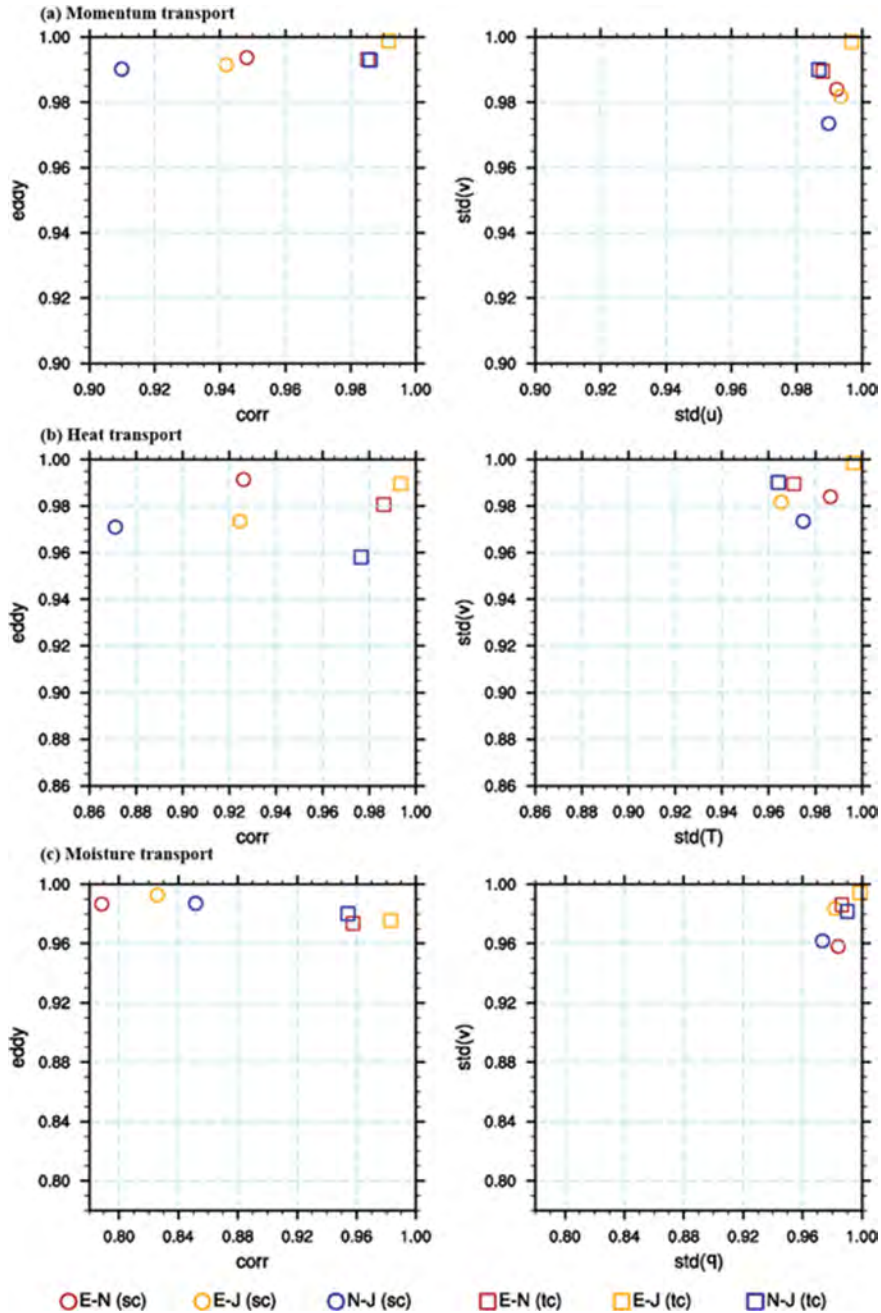 (a) Momentum transport
1.00 0.98 0.96 0.94 0.92 0.90
eddy
0.90 0.92 0.94 0.96 0.98 1.00
corr
1.00 0.98 0.96 0.94 0.92 0.90
std(v)
0.90 0.92 0.94 0.96 0.98 1.00
std(u)
(b) Heat transport
1.00 0.98 0.96 0.94 0.92 0.90 0.88 0.86
eddy
0.86 0.88 0.90 0.92 0.94 0.96 0.98 1.00
corr
1.00 0.98 0.96 0.94 0.92 0.90 0.88 0.86
std(v)
0.86 0.88 0.90 0.92 0.94 0.96 0.98 1.00
std(T)
(c) Moisture transport
1.00 0.96 0.92 0.88 0.84 0.80
eddy
0.80 0.84 0.88 0.92 0.96 1.00
corr
1.00 0.96 0.92 0.88 0.84 0.80
std(v)
0.80 0.84 0.88 0.92 0.96 1.00
std(q)
E-N (sc) E-J (sc) N-J (sc) E-N (tc) E-J (tc) N-J (tc)